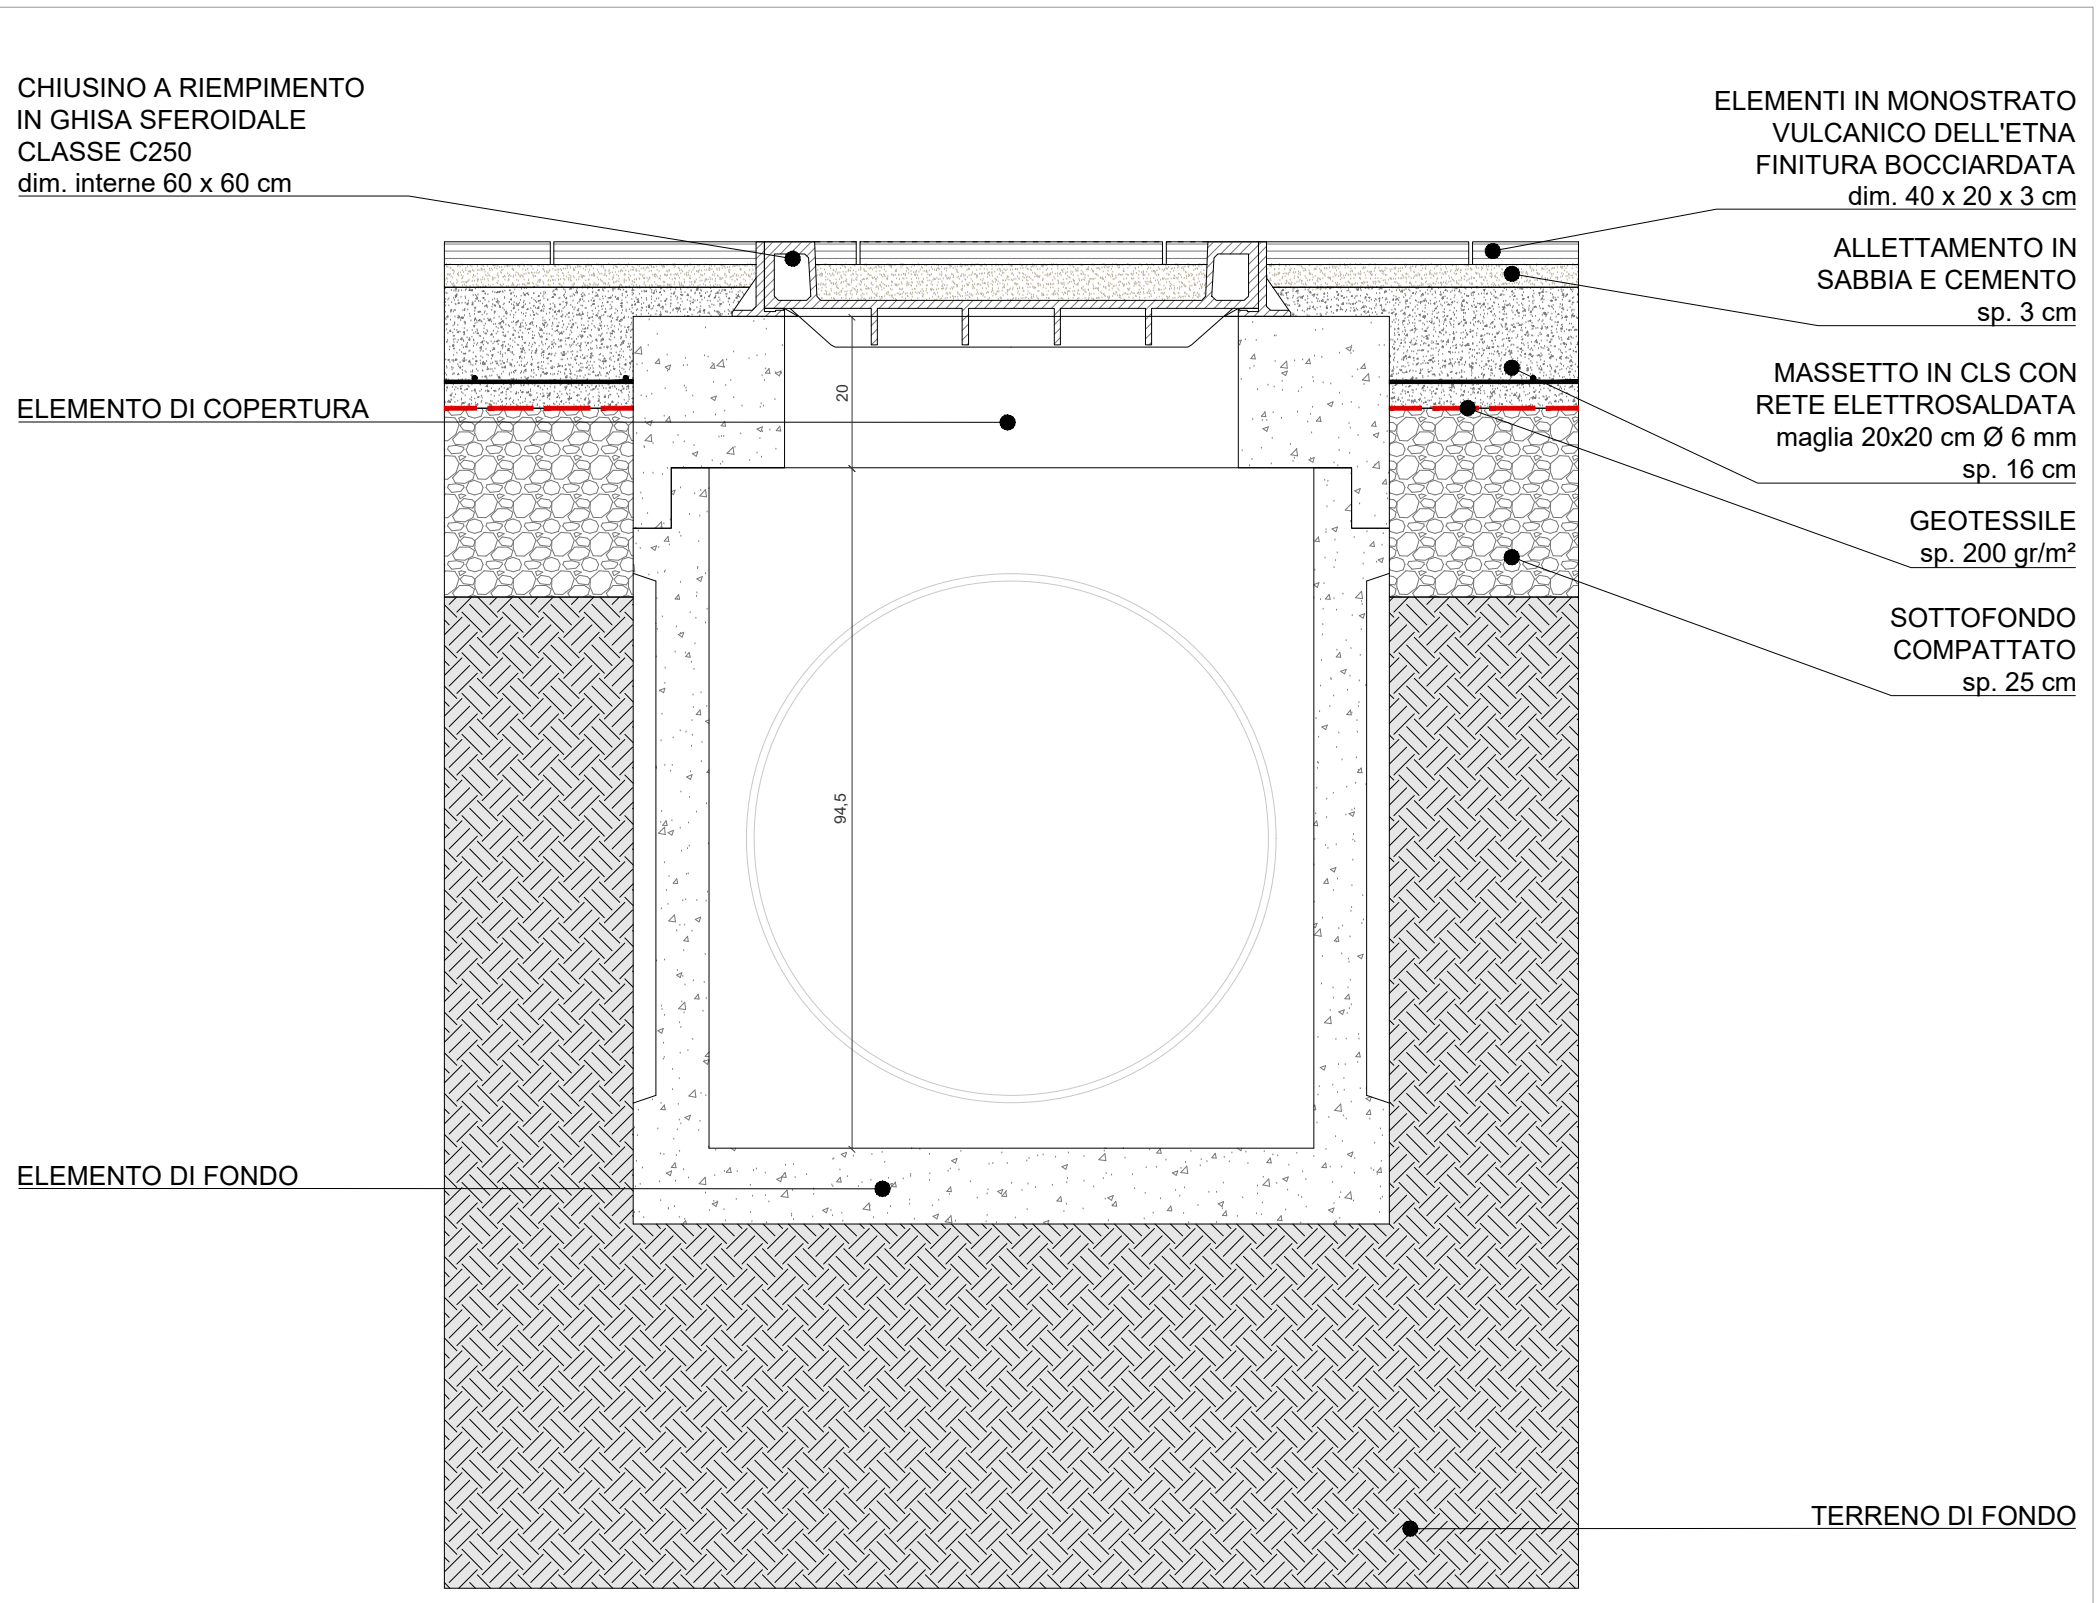 CHIUSINO A RIEMPIMENTO
IN GHISA SFEROIDALE
CLASSE C250
dim. interne 60 x 60 cm
ELEMENTI IN MONOSTRATO
VULCANICO DELL'ETNA
FINITURA BOCCIARDATA
dim. 40 x 20 x 3 cm
ALLETTAMENTO IN
SABBIA E CEMENTO
sp. 3 cm
MASSETTO IN CLS CON
RETE ELETTROSALDATA
maglia 20x20 cm Ø 6 mm
sp. 16 cm
20
ELEMENTO DI COPERTURA
GEOTESSILE
sp. 200 gr/m²
SOTTOFONDO
COMPATTATO
sp. 25 cm
94,5
ELEMENTO DI FONDO
TERRENO DI FONDO